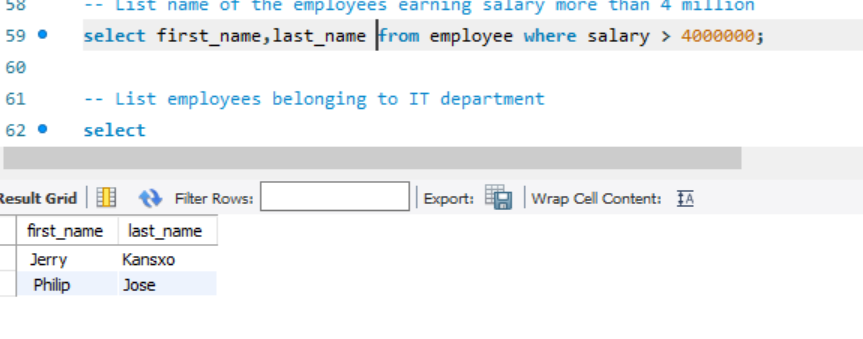 58 -- List name of the employees earning salary more than 4 million
59 select first_name,last_name from employee where salary > 4000000;
60
61 -- List employees belonging to IT department
62 select
Result Grid Filter Rows: Export: Wrap Cell Content:
first_name last_name
Jerry Kansxo
Philip Jose